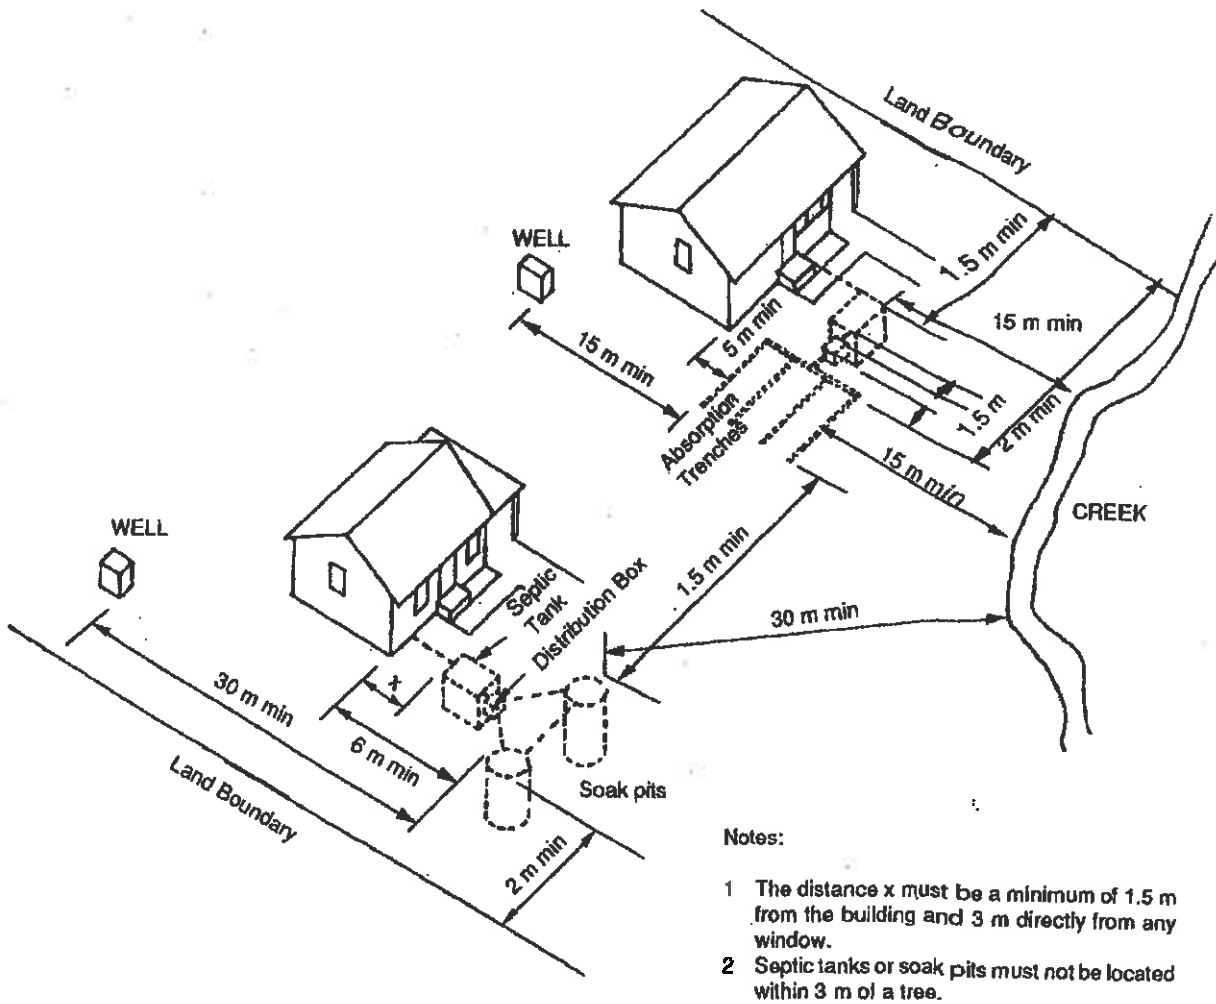 Land Boundary
WELL
1.5 m min
15 m min
5 m min
15 m min
Absorption
Trenches
1.5 m
2 m min
15 m min
CREEK
WELL
Septic
Tank
Distribution Box
1.5 m min
30 m min
x
30 m min
6 m min
Land Boundary
Soak pits
2 m min
Notes:
1 The distance x must be a minimum of 1.5 m
from the building and 3 m directly from any
window.
2 Septic tanks or soak pits must not be located
within 3 m of a tree.